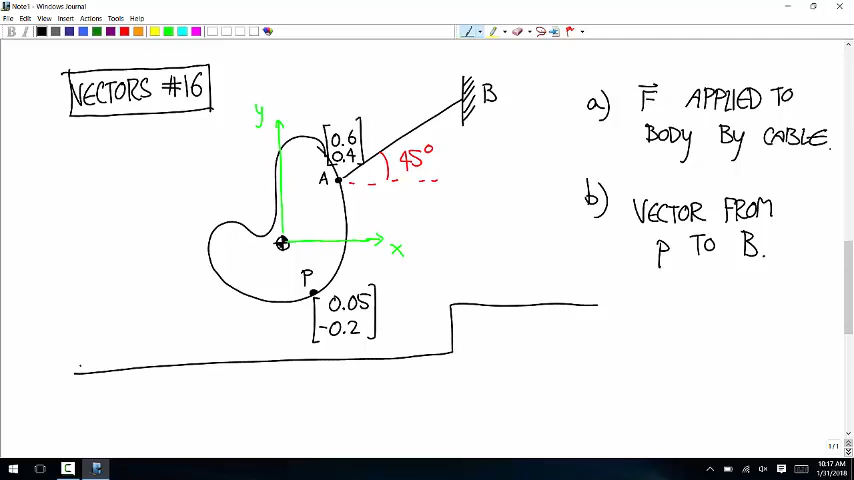 Note1 - Windows Journal
File Edit View Insert Actions Tools Help
B I
VECTORS #16
y
[0.6
0.4]
A
45°
B
x
P
[0.05
-0.2]
a) F⃗ APPLIED TO
BODY BY CABLE.
b) VECTOR FROM
P TO B.
1/1
10:17 AM
1/31/2018